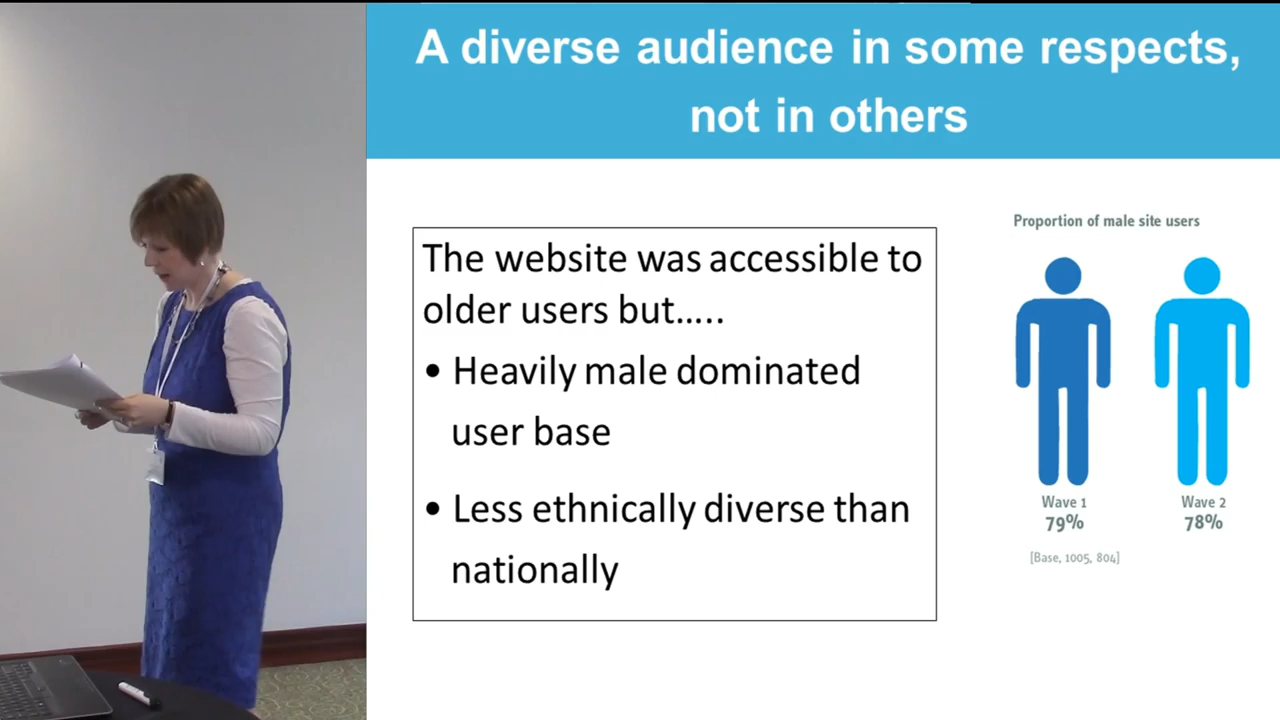 A diverse audience in some respects,
not in others
The website was accessible to
older users but.....
• Heavily male dominated
user base
• Less ethnically diverse than
nationally
Proportion of male site users
Wave 1
79%
Wave 2
78%
[Base, 1005, 804]